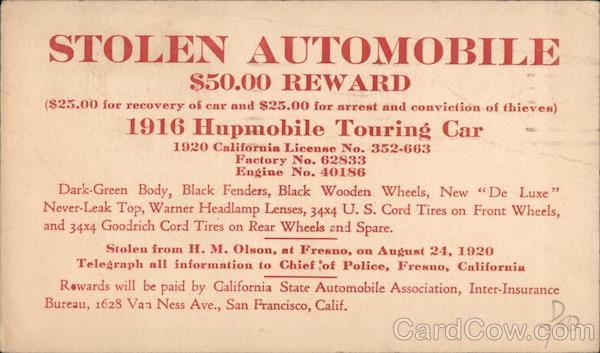 STOLEN AUTOMOBILE
$50.00 REWARD
($25.00 for recovery of car and $25.00 for arrest and conviction of thieves)
1916 Hupmobile Touring Car
1920 California License No. 352-663
Factory No. 62833
Engine No. 40186
Dark-Green Body, Black Fenders, Black Wooden Wheels, New "De Luxe"
Never-Leak Top, Warner Headlamp Lenses, 34x4 U. S. Cord Tires on Front Wheels,
and 34x4 Goodrich Cord Tires on Rear Wheels and Spare.
Stolen from H. M. Olson, at Fresno, on August 24, 1920
Telegraph all information to Chief of Police, Fresno, California
Rewards will be paid by California State Automobile Association, Inter-Insurance
Bureau, 1628 Van Ness Ave., San Francisco, Calif.
CardCow.com